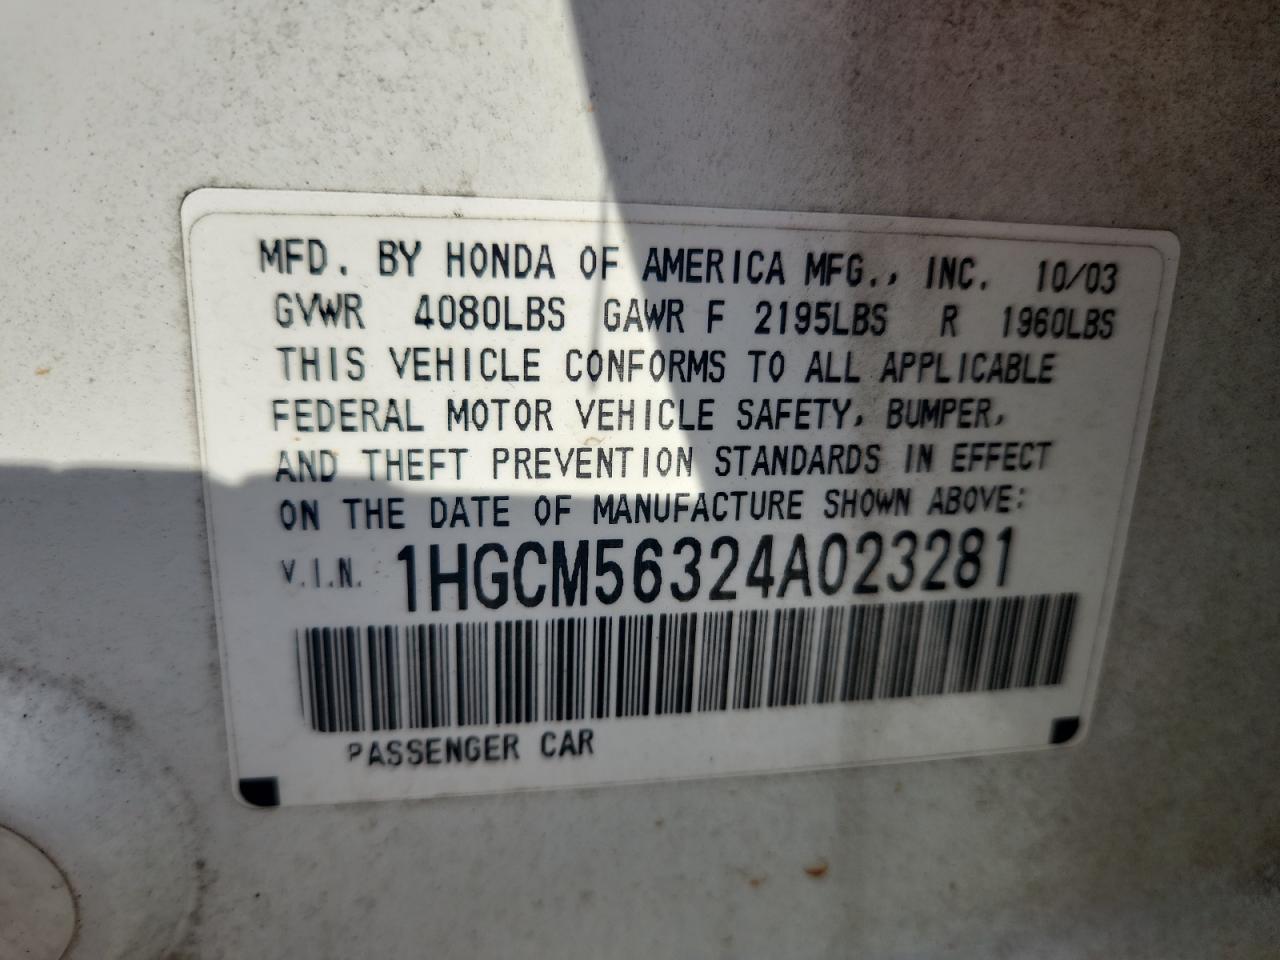 MFD. BY HONDA OF AMERICA MFG., INC. 10/03
GVWR 4080LBS GAWR F 2195LBS R 1960LBS
THIS VEHICLE CONFORMS TO ALL APPLICABLE
FEDERAL MOTOR VEHICLE SAFETY, BUMPER,
AND THEFT PREVENTION STANDARDS IN EFFECT
ON THE DATE OF MANUFACTURE SHOWN ABOVE:
V.I.N. 1HGCM56324A023281
PASSENGER CAR